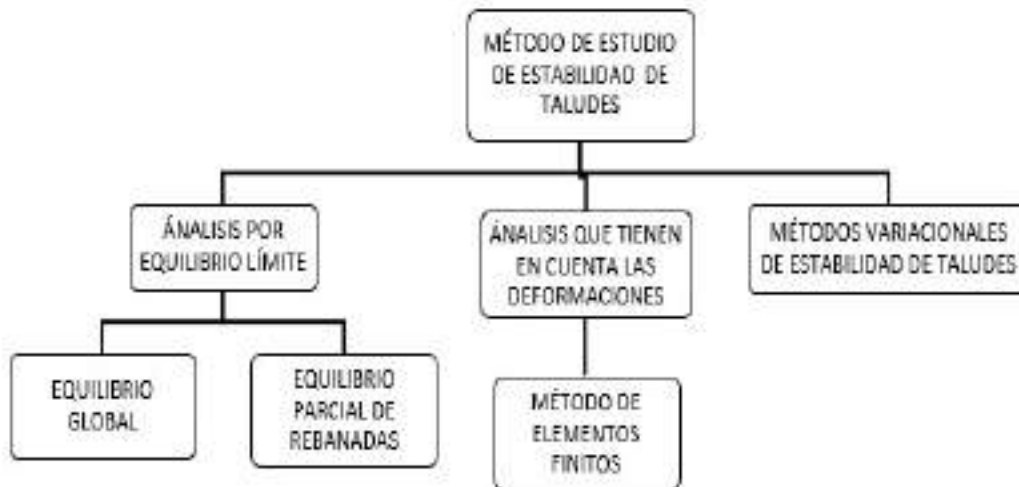 MÉTODO DE ESTUDIO
DE ESTABILIDAD DE
TALUDES
ÁNALISIS POR
EQUILIBRIO LÍMITE
ÁNALISIS QUE TIENEN
EN CUENTA LAS
DEFORMACIONES
MÉTODOS VARIACIONALES
DE ESTABILIDAD DE TALUDES
EQUILIBRIO
GLOBAL
EQUILIBRIO
PARCIAL DE
REBANADAS
MÉTODO DE
ELEMENTOS
FINITOS